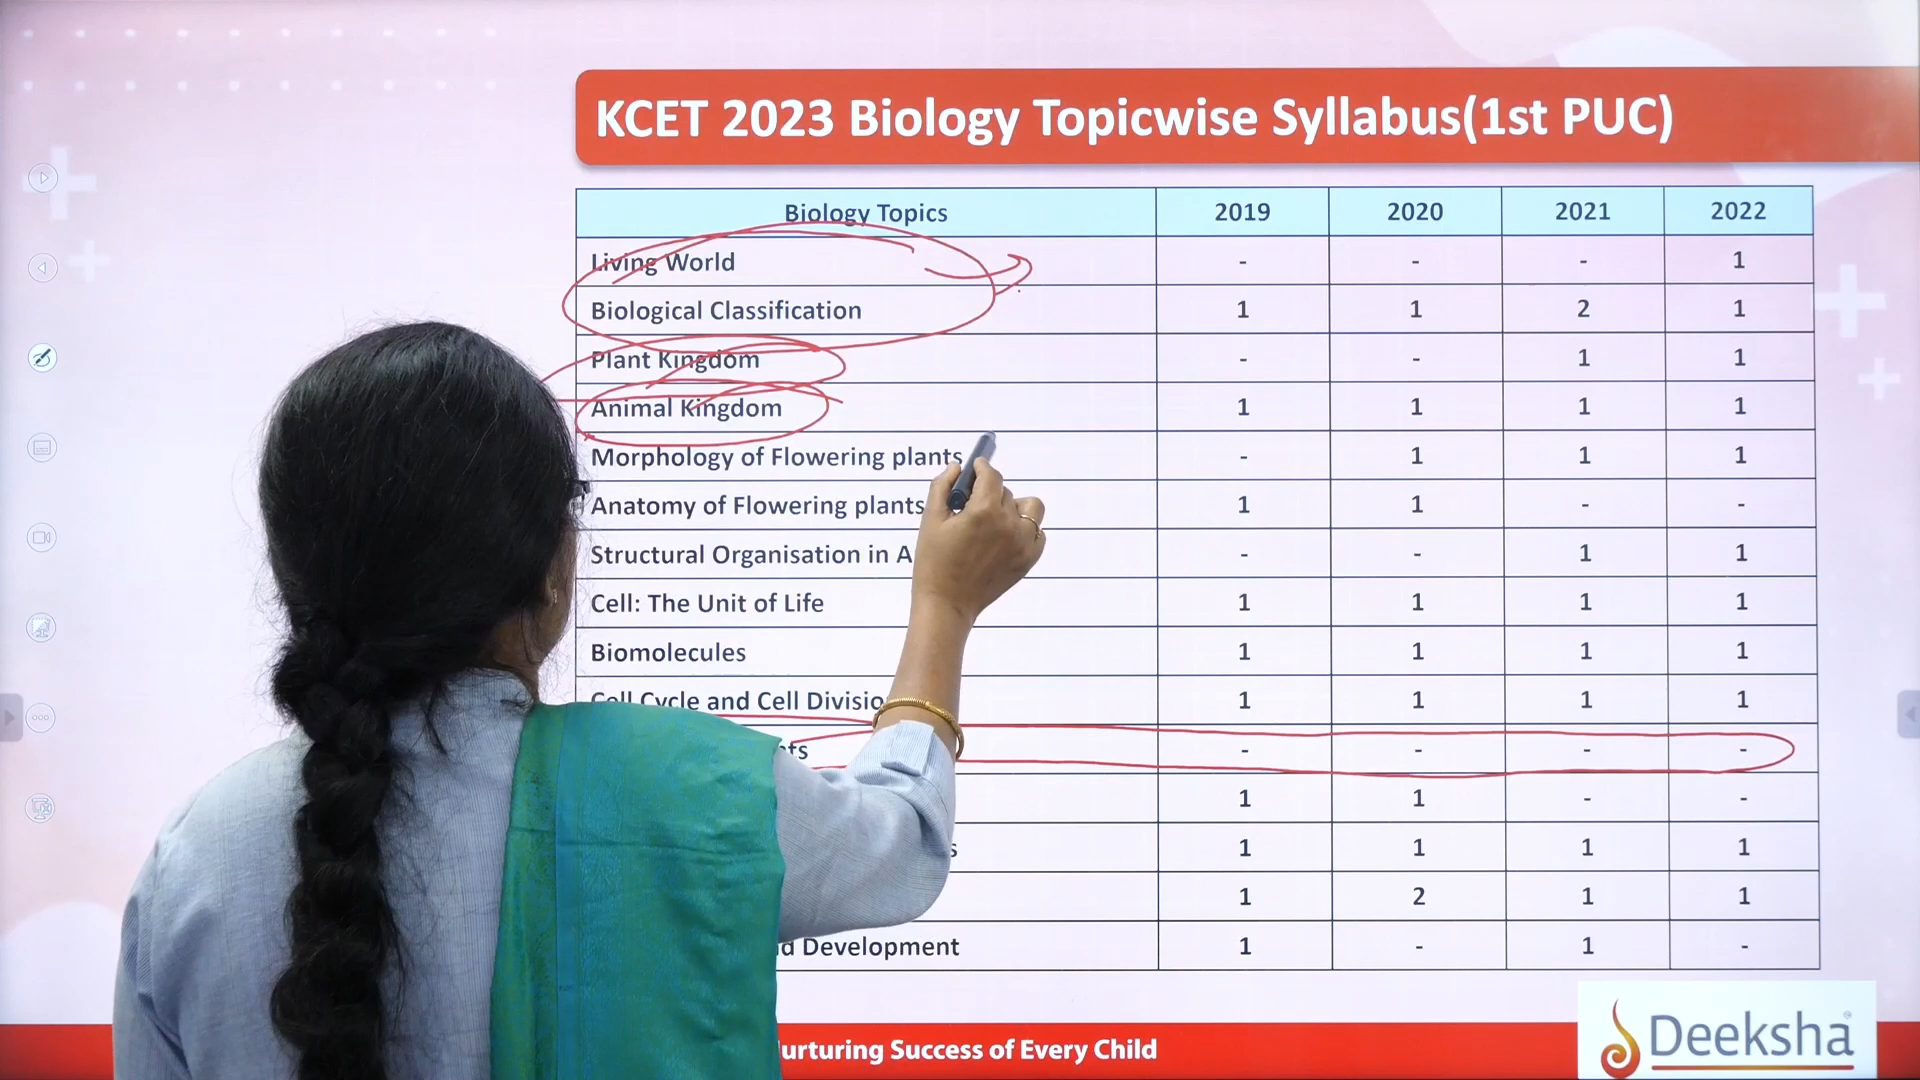 KCET 2023 Biology Topicwise Syllabus(1st PUC)
Biology Topics 2019 2020 2021 2022
Living World - - - 1
Biological Classification 1 1 2 1
Plant Kingdom - - 1 1
Animal Kingdom 1 1 1 1
Morphology of Flowering plants - 1 1 1
Anatomy of Flowering plants 1 1 - -
Structural Organisation in - - 1 1
Cell: The Unit of Life 1 1 1 1
Biomolecules 1 1 1 1
Cell Cycle and Cell 1 1 1 1
- - - -
1 1 - -
1 1 1 1
1 2 1 1
Development 1 - 1 -
Success of Every Child
Deeksha